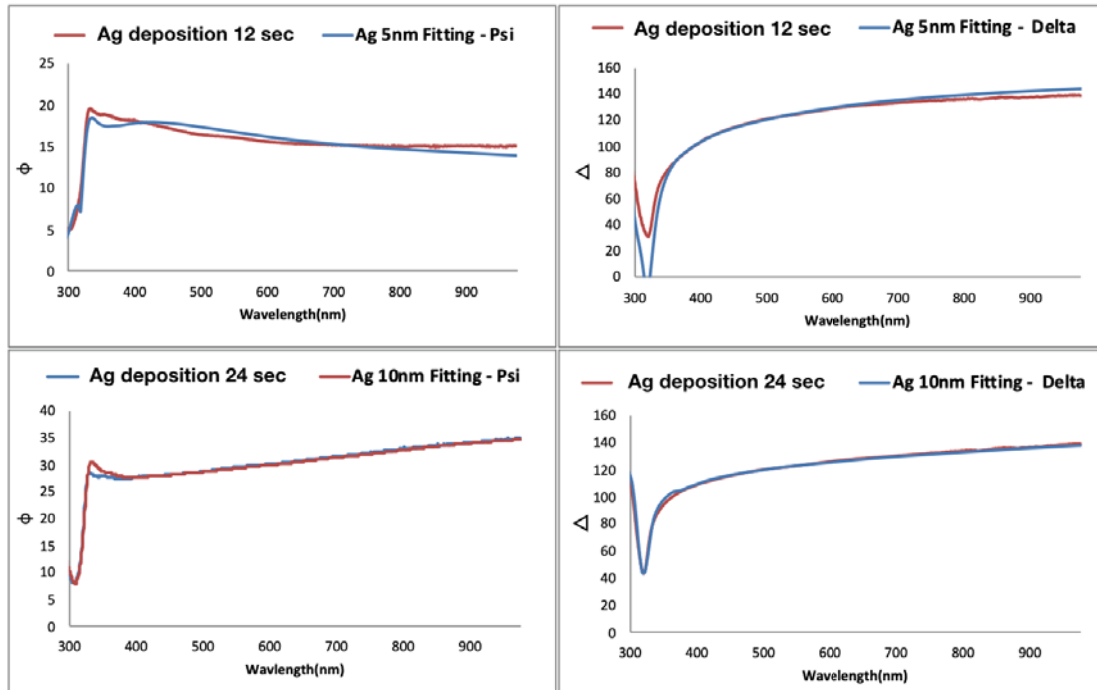 Ag deposition 12 sec Ag 5nm Fitting - Psi
25
20
15
10
5
0
ϕ
300 400 500 600 700 800 900
Wavelength(nm)
Ag deposition 12 sec Ag 5nm Fitting - Delta
160
140
120
100
80
60
40
20
0
△
300 400 500 600 700 800 900
Wavelength(nm)
Ag deposition 24 sec Ag 10nm Fitting - Psi
40
35
30
25
20
15
10
5
0
ϕ
300 400 500 600 700 800 900
Wavelength(nm)
Ag deposition 24 sec Ag 10nm Fitting - Delta
160
140
120
100
80
60
40
20
0
△
300 400 500 600 700 800 900
Wavelength(nm)